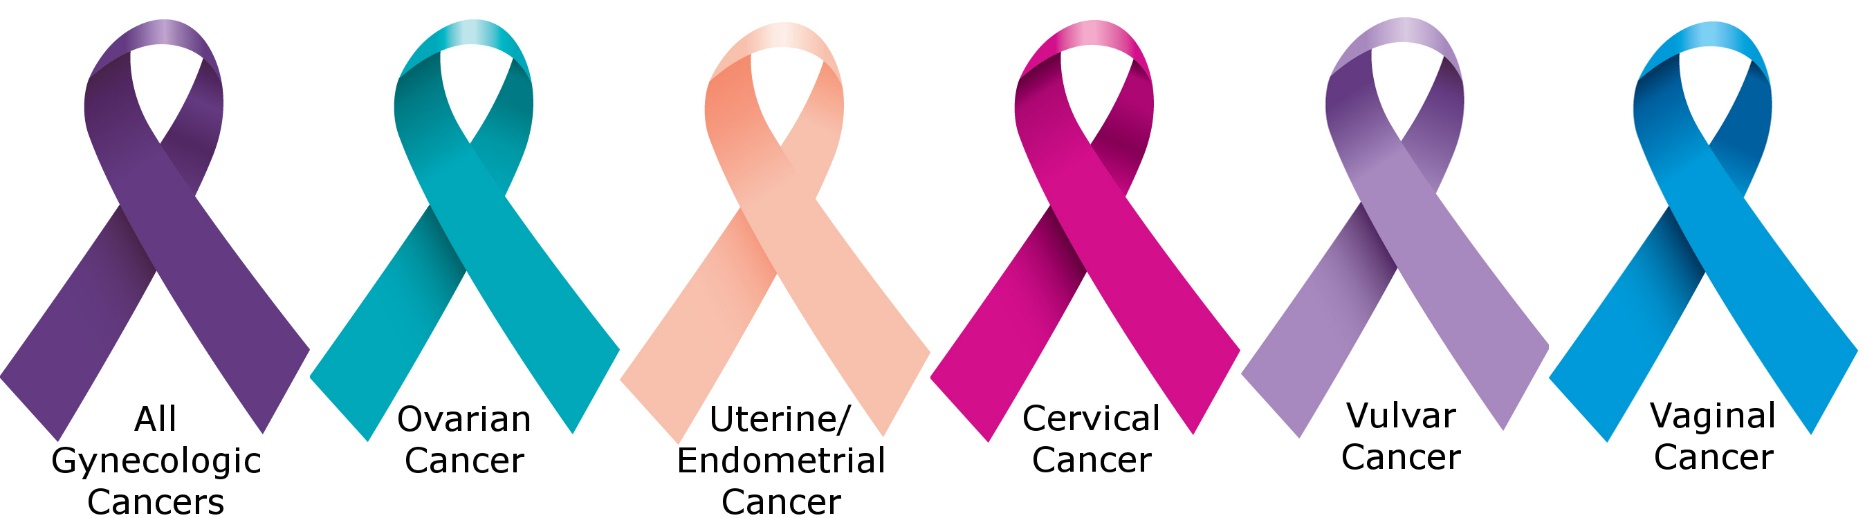 All
Gynecologic
Cancers
Ovarian
Cancer
Uterine/
Endometrial
Cancer
Cervical
Cancer
Vulvar
Cancer
Vaginal
Cancer